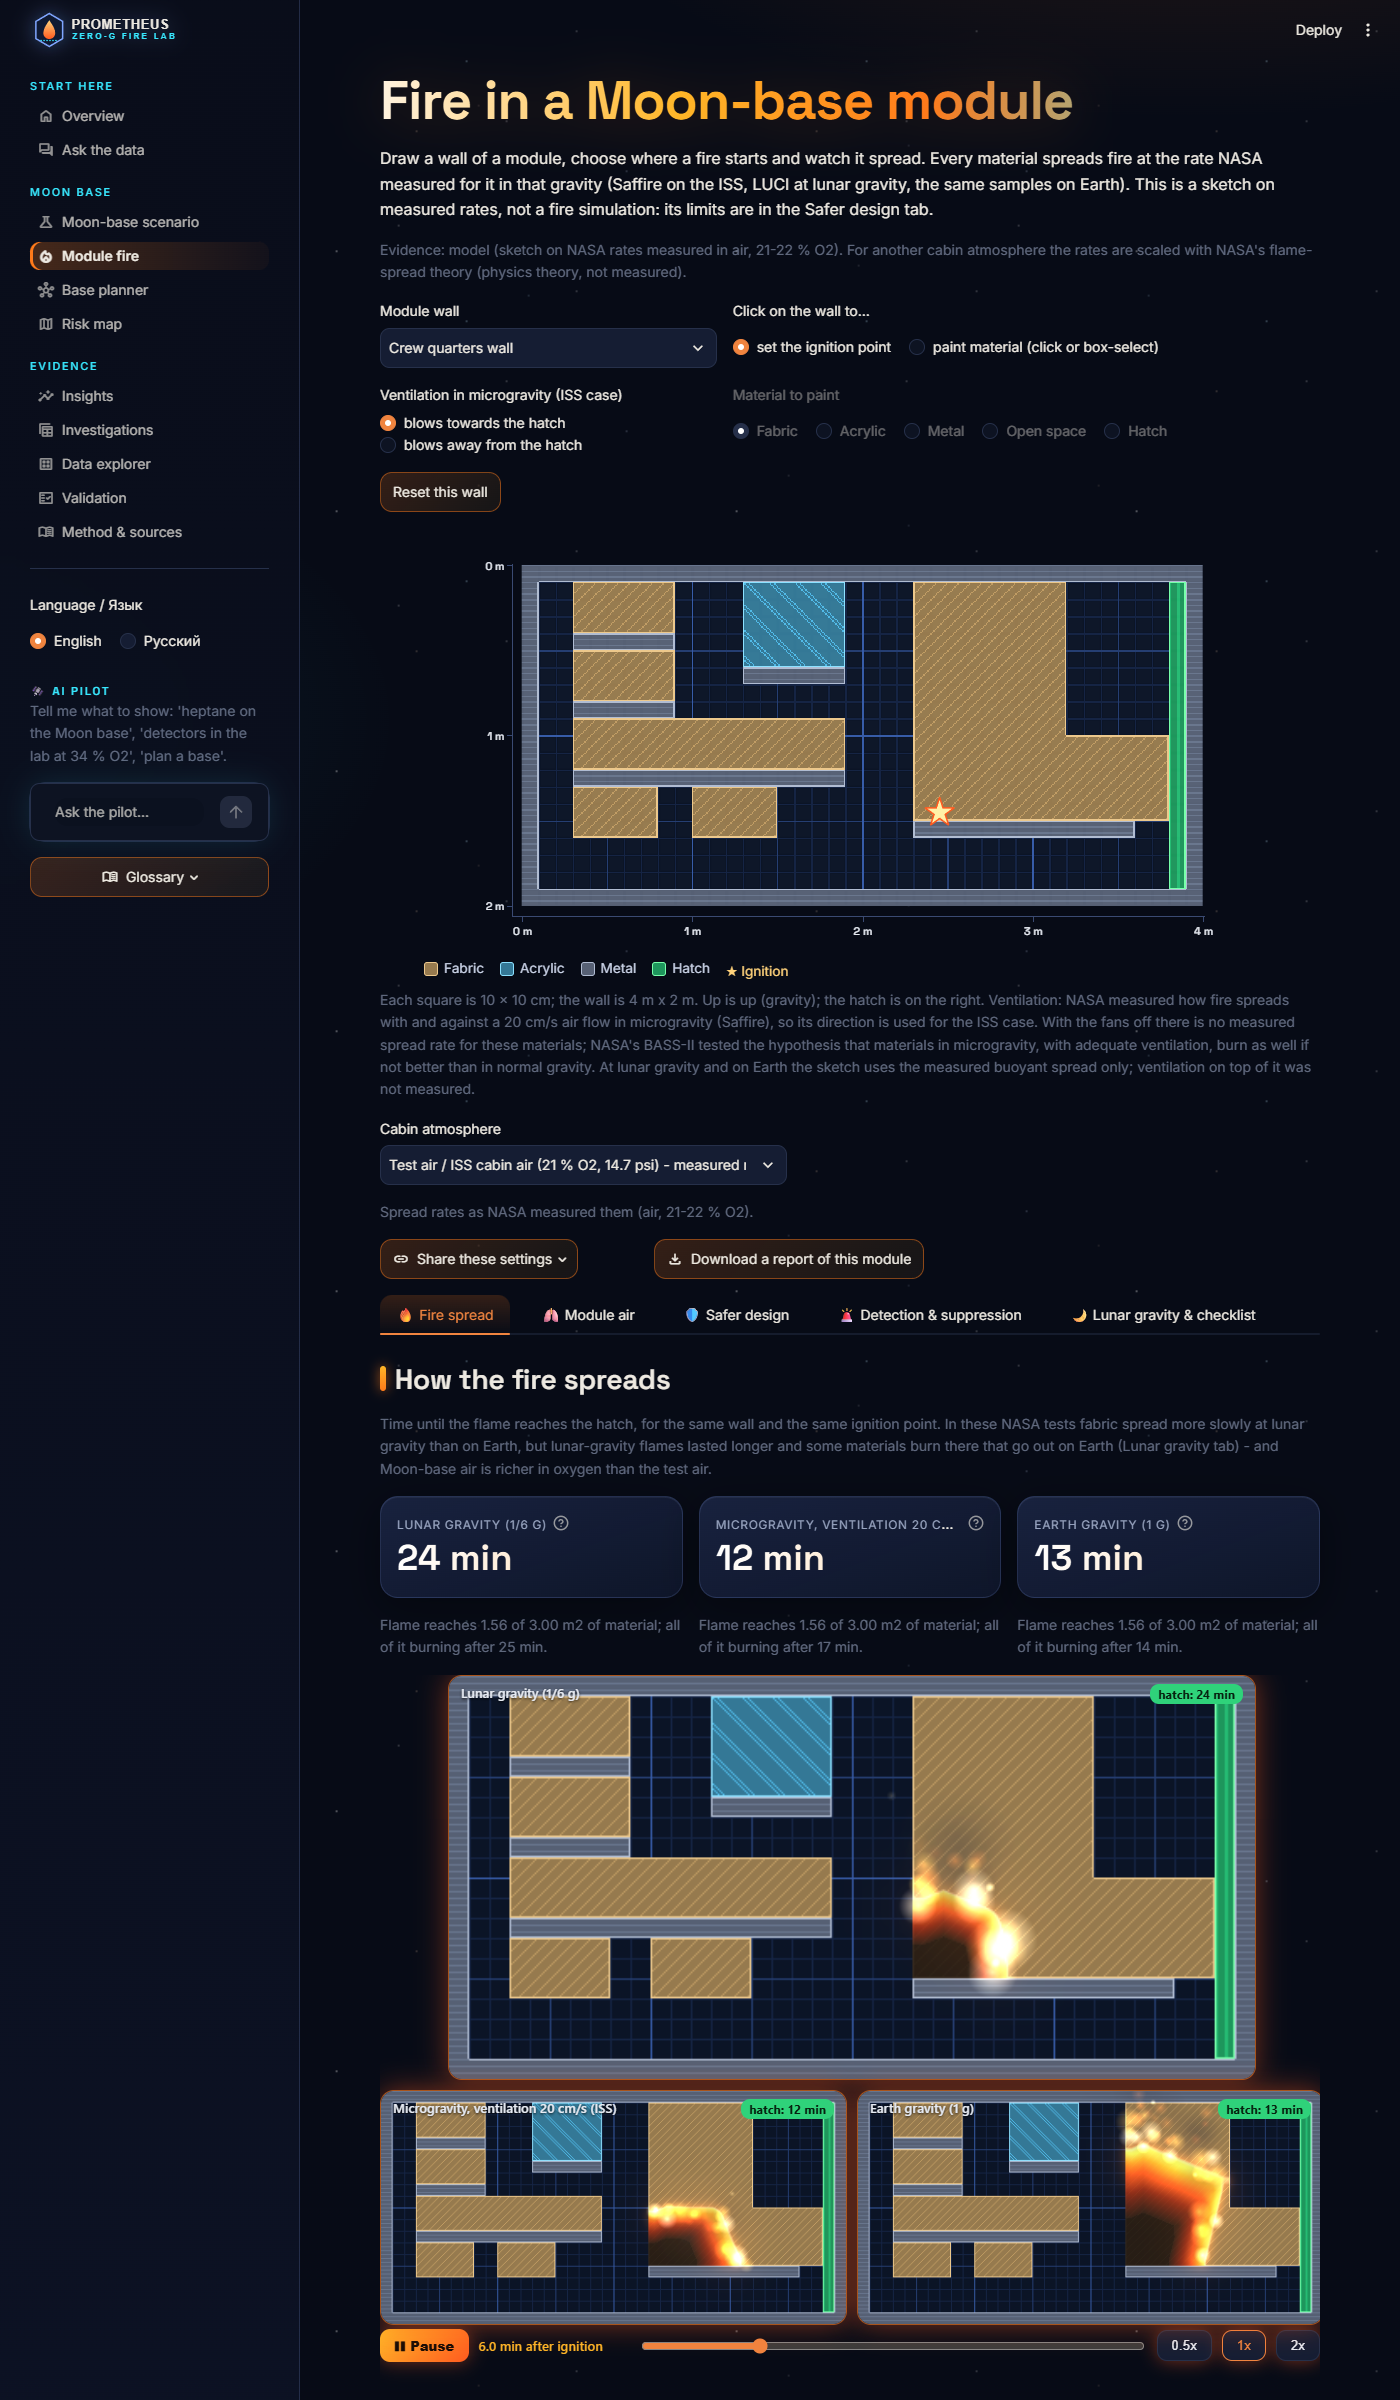 PROMETHEUS
ZERO-G FIRE LAB
START HERE
Overview
Ask the data
MOON BASE
Moon-base scenario
Module fire
Base planner
Risk map
EVIDENCE
Insights
Investigations
Data explorer
Validation
Method & sources
Language / Язык
English
Русский
AI PILOT
Tell me what to show: 'heptane on
the Moon base', 'detectors in the
lab at 34 % O2', 'plan a base'.
Ask the pilot...
Glossary
Deploy
Fire in a Moon-base module
Draw a wall of a module, choose where a fire starts and watch it spread. Every material spreads fire at the rate NASA
measured for it in that gravity (Saffire on the ISS, LUCI at lunar gravity, the same samples on Earth). This is a sketch on
measured rates, not a fire simulation: its limits are in the Safer design tab.
Evidence: model (sketch on NASA rates measured in air, 21-22 % O2). For another cabin atmosphere the rates are scaled with NASA's flame-
spread theory (physics theory, not measured).
Module wall
Crew quarters wall
Click on the wall to...
set the ignition point
paint material (click or box-select)
Ventilation in microgravity (ISS case)
blows towards the hatch
blows away from the hatch
Material to paint
Fabric
Acrylic
Metal
Open space
Hatch
Reset this wall
0 m
1 m
2 m
0 m
1 m
2 m
3 m
4 m
Fabric
Acrylic
Metal
Hatch
★ Ignition
Each square is 10 × 10 cm; the wall is 4 m x 2 m. Up is up (gravity); the hatch is on the right. Ventilation: NASA measured how fire spreads
with and against a 20 cm/s air flow in microgravity (Saffire), so its direction is used for the ISS case. With the fans off there is no measured
spread rate for these materials; NASA's BASS-II tested the hypothesis that materials in microgravity, with adequate ventilation, burn as well if
not better than in normal gravity. At lunar gravity and on Earth the sketch uses the measured buoyant spread only; ventilation on top of it was
not measured.
Cabin atmosphere
Test air / ISS cabin air (21 % O2, 14.7 psi) - measured
Spread rates as NASA measured them (air, 21-22 % O2).
Share these settings
Download a report of this module
Fire spread
Module air
Safer design
Detection & suppression
Lunar gravity & checklist
How the fire spreads
Time until the flame reaches the hatch, for the same wall and the same ignition point. In these NASA tests fabric spread more slowly at lunar
gravity than on Earth, but lunar-gravity flames lasted longer and some materials burn there that go out on Earth (Lunar gravity tab) - and
Moon-base air is richer in oxygen than the test air.
LUNAR GRAVITY (1/6 G)
24 min
Flame reaches 1.56 of 3.00 m2 of material; all
of it burning after 25 min.
MICROGRAVITY, VENTILATION 20 C...
12 min
Flame reaches 1.56 of 3.00 m2 of material; all
of it burning after 17 min.
EARTH GRAVITY (1 G)
13 min
Flame reaches 1.56 of 3.00 m2 of material; all
of it burning after 14 min.
Lunar gravity (1/6 g)
hatch: 24 min
Microgravity, ventilation 20 cm/s (ISS)
hatch: 12 min
Earth gravity (1 g)
hatch: 13 min
Pause
6.0 min after ignition
0.5x
1x
2x